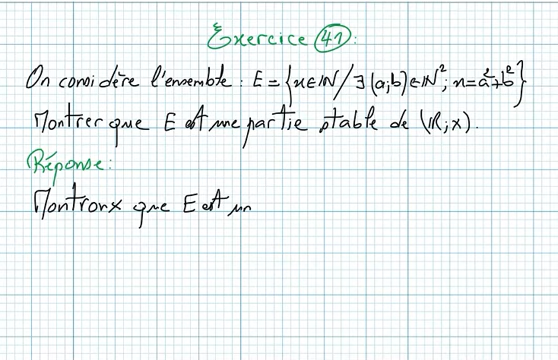 Exercice 41:
On considère l'ensemble: E = {n∈ℕ / ∃ (a;b)∈ℕ²; n=a²+b²}
Montrer que E est une partie stable de (ℝ;×).
Réponse:
Montrons que E est un